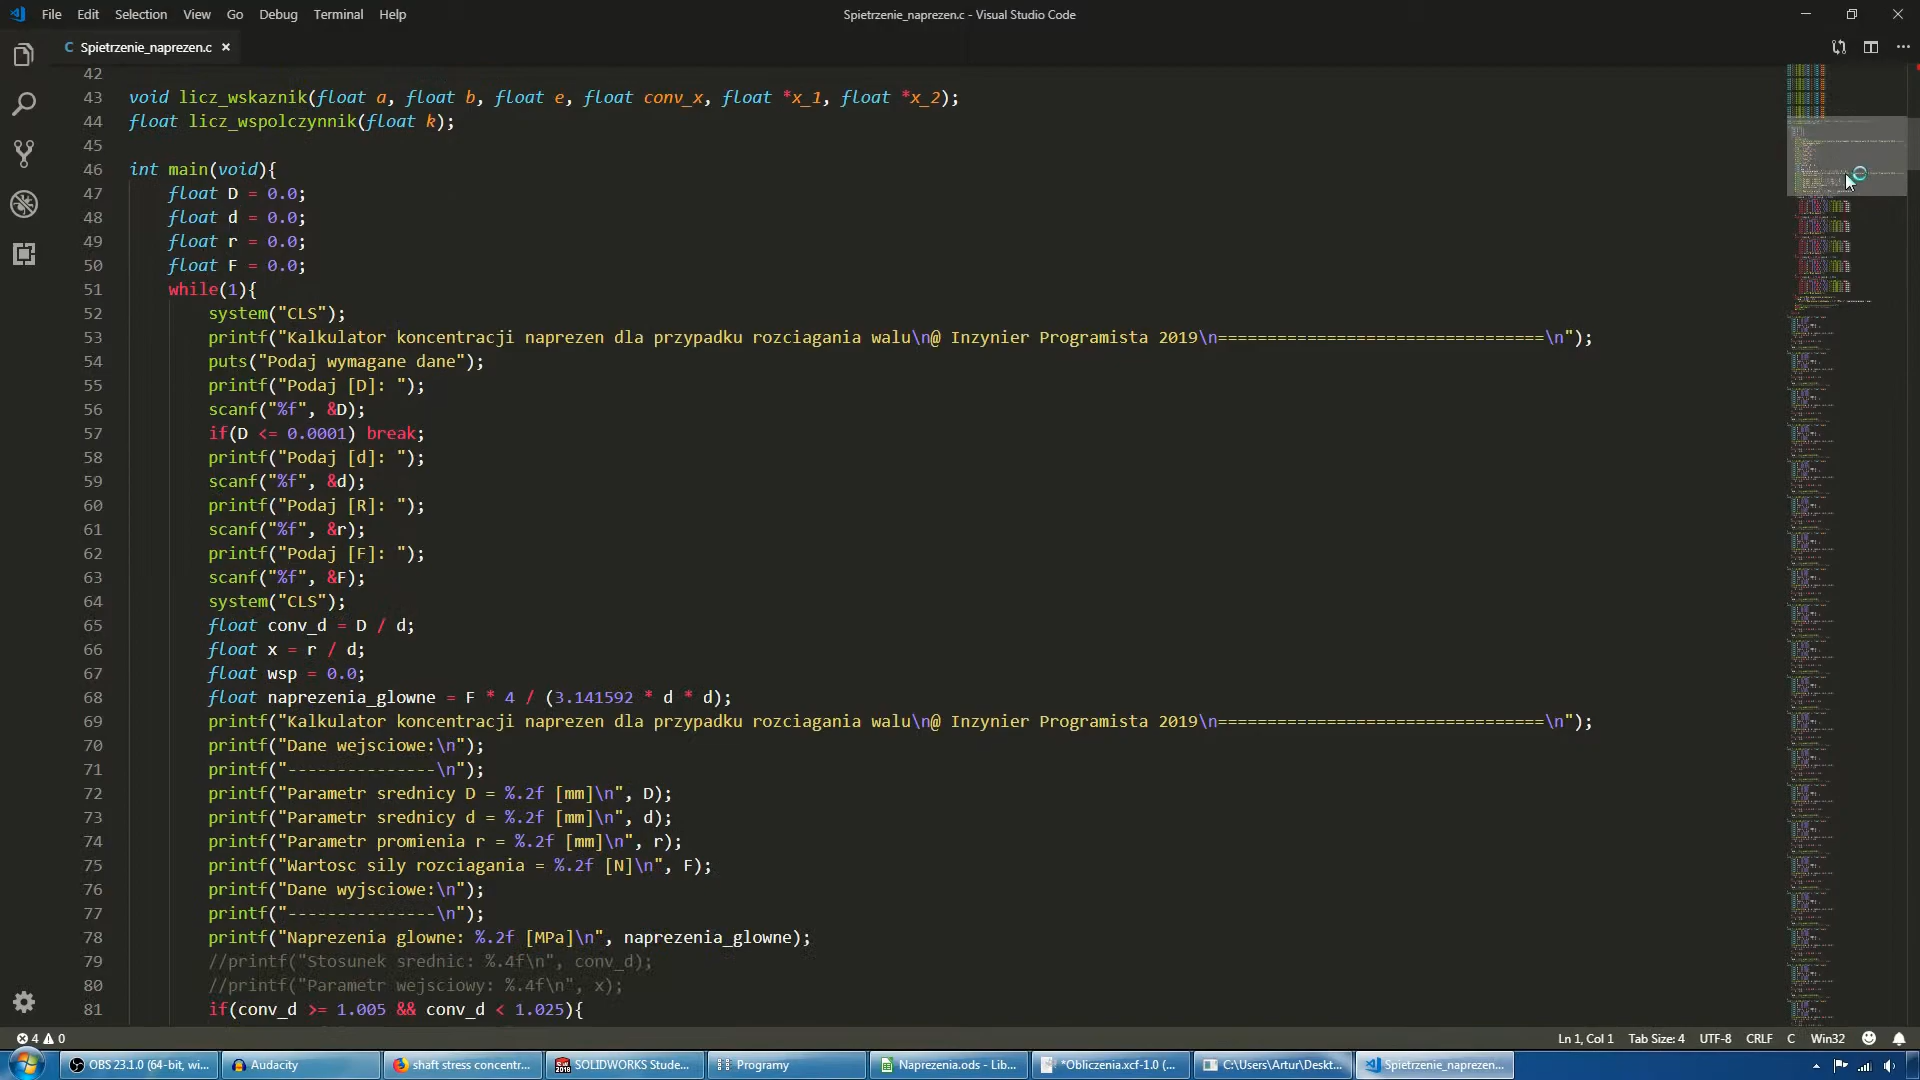 File Edit Selection View Go Debug Terminal Help
Spietrzenie_naprezen.c - Visual Studio Code
C Spietrzenie_naprezen.c ×
42
43 void licz_wskaznik(float a, float b, float e, float conv_x, float *x_1, float *x_2);
44 float licz_wspolczynnik(float k);
45
46 int main(void){
47 float D = 0.0;
48 float d = 0.0;
49 float r = 0.0;
50 float F = 0.0;
51 while(1){
52 system("CLS");
53 printf("Kalkulator koncentracji naprezen dla przypadku rozciagania walu\n@ Inzynier Programista 2019\n=================================\n");
54 puts("Podaj wymagane dane");
55 printf("Podaj [D]: ");
56 scanf("%f", &D);
57 if(D <= 0.0001) break;
58 printf("Podaj [d]: ");
59 scanf("%f", &d);
60 printf("Podaj [R]: ");
61 scanf("%f", &r);
62 printf("Podaj [F]: ");
63 scanf("%f", &F);
64 system("CLS");
65 float conv_d = D / d;
66 float x = r / d;
67 float wsp = 0.0;
68 float naprezenia_glowne = F * 4 / (3.141592 * d * d);
69 printf("Kalkulator koncentracji naprezen dla przypadku rozciagania walu\n@ Inzynier Programista 2019\n=================================\n");
70 printf("Dane wejsciowe:\n");
71 printf("---------------\n");
72 printf("Parametr srednicy D = %.2f [mm]\n", D);
73 printf("Parametr srednicy d = %.2f [mm]\n", d);
74 printf("Parametr promienia r = %.2f [mm]\n", r);
75 printf("Wartosc sily rozciagania = %.2f [N]\n", F);
76 printf("Dane wyjsciowe:\n");
77 printf("---------------\n");
78 printf("Naprezenia glowne: %.2f [MPa]\n", naprezenia_glowne);
79 //printf("Stosunek srednic: %.4f\n", conv_d);
80 //printf("Parametr wejsciowy: %.4f\n", x);
81 if(conv_d >= 1.005 && conv_d < 1.025){
4 0 Ln 1, Col 1 Tab Size: 4 UTF-8 CRLF C Win32
OBS 23.1.0 (64-bit, wi... Audacity shaft stress concentr... SOLIDWORKS Stude... Programy Naprezenia.ods - Lib... *Obliczenia.xcf-1.0 (... C:\Users\Artur\Deskt... Spietrzenie_naprezen...